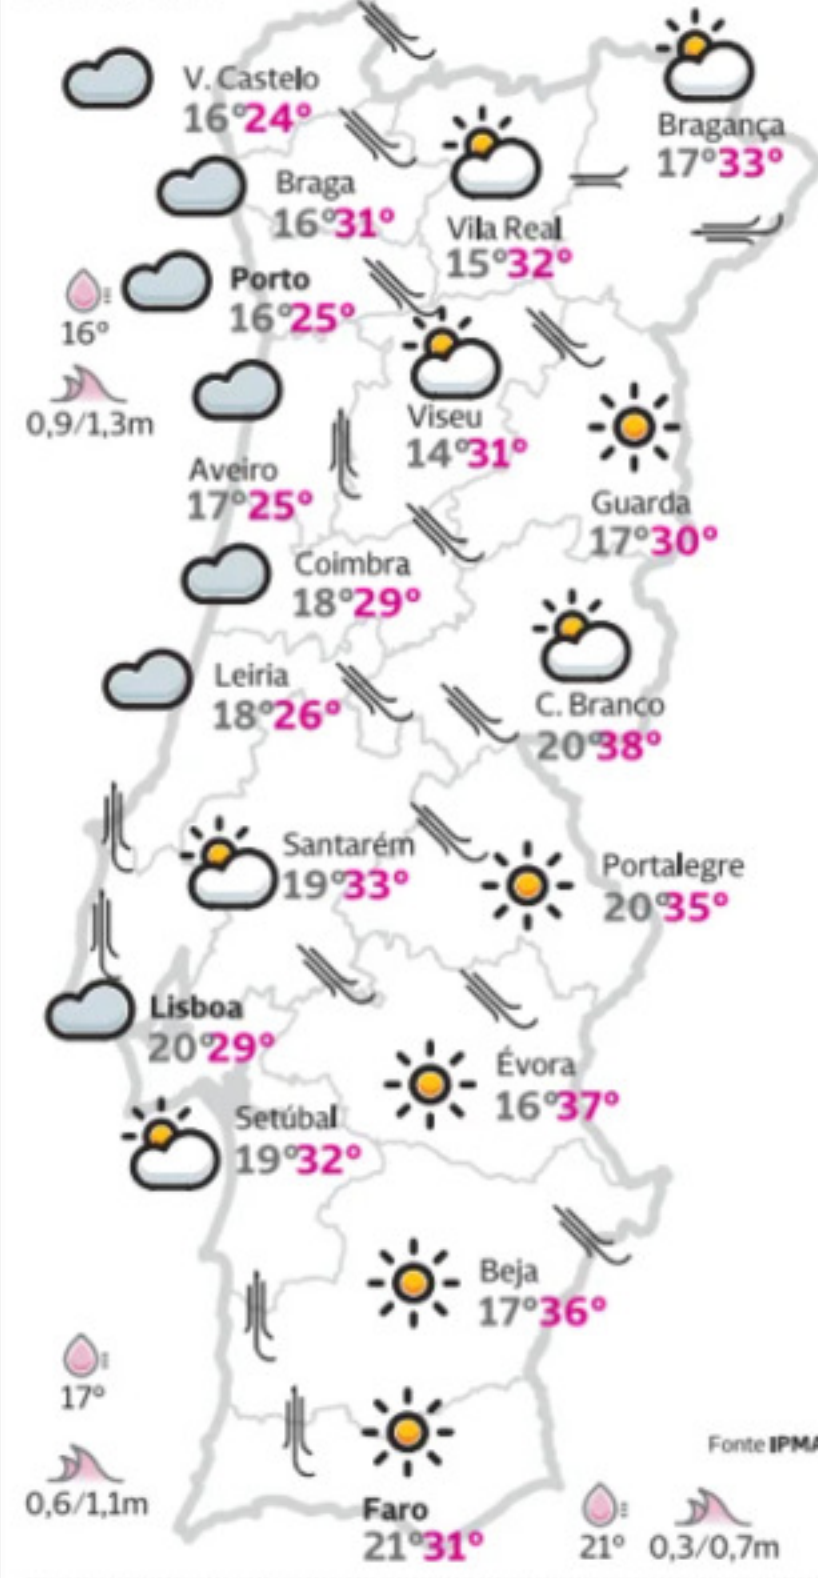 V. Castelo
16°24°
Bragança
17°33°
Braga
16°31°
Vila Real
15°32°
Porto
16°25°
16°
0,9/1,3m
Viseu
14°31°
Aveiro
17°25°
Guarda
17°30°
Coimbra
18°29°
Leiria
18°26°
C. Branco
20°38°
Santarém
19°33°
Portalegre
20°35°
Lisboa
20°29°
Évora
16°37°
Setúbal
19°32°
Beja
17°36°
17°
0,6/1,1m
Fonte IPMA
Faro
21°31°
21° 0,3/0,7m